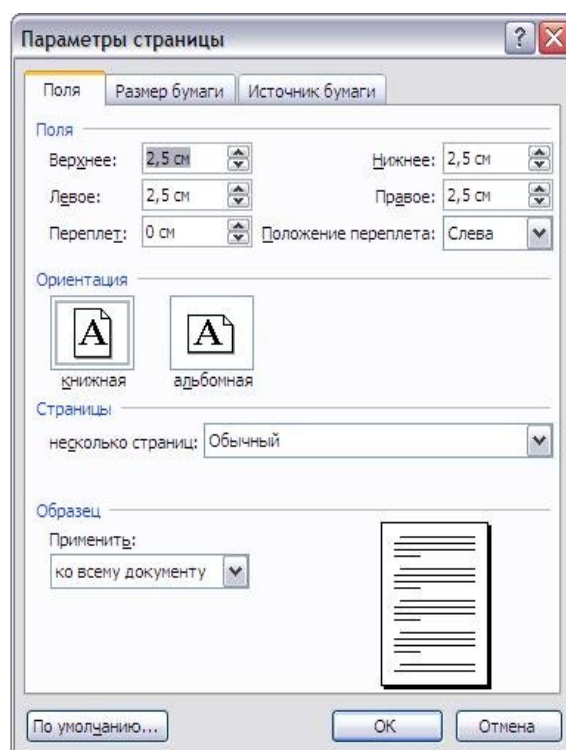 Параметры страницы
Поля Размер бумаги Источник бумаги
Поля
Верхнее: 2,5 см Нижнее: 2,5 см
Левое: 2,5 см Правое: 2,5 см
Переплет: 0 см Положение переплета: Слева
Ориентация
A A
книжная альбомная
Страницы
несколько страниц: Обычный
Образец
Применить:
ко всему документу
По умолчанию... ОК Отмена